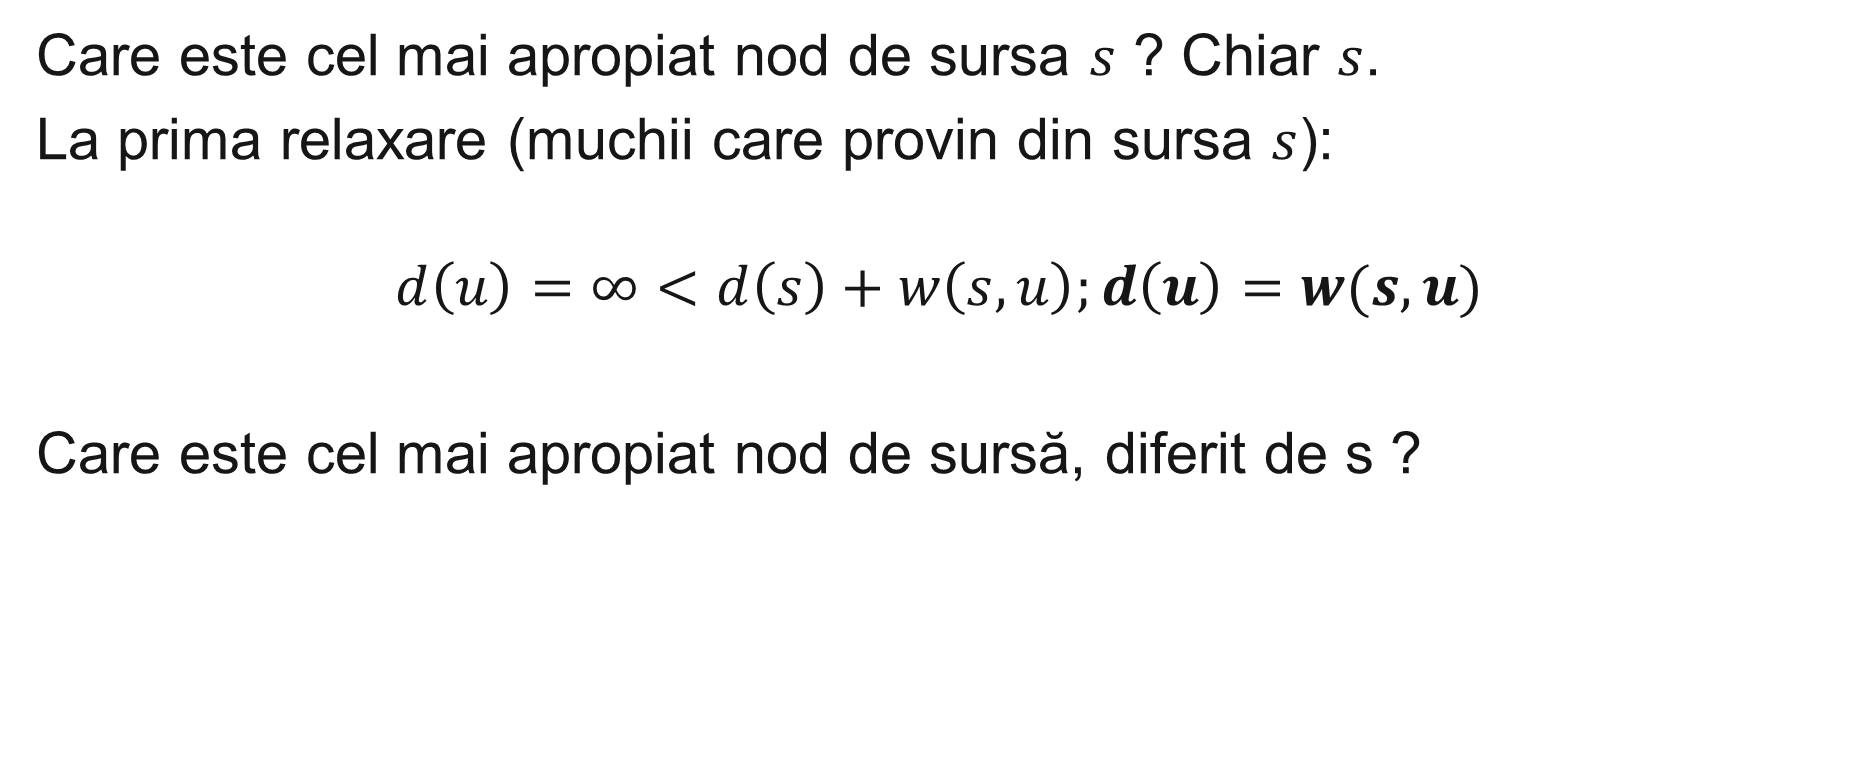 Care este cel mai apropiat nod de sursa s ? Chiar s.
La prima relaxare (muchii care provin din sursa s):
d(u) = ∞ < d(s) + w(s, u); d(u) = w(s, u)
Care este cel mai apropiat nod de sursă, diferit de s ?